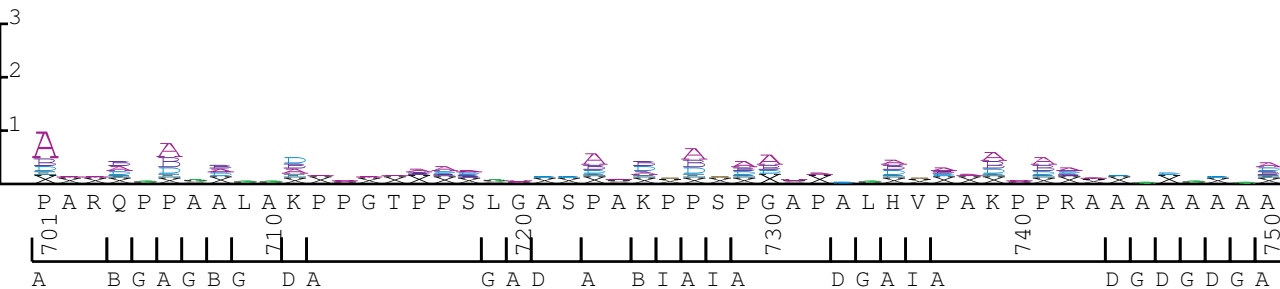 3
2
1
P A R Q P P A A L A K P P G T P P S L G A S P A K P P S P G A P A L H V P A K P P R A A A A A A A A
701 710 720 730 740 750
A B G A G B G D A G A D A B I A I A D G A I A D G D G D G A